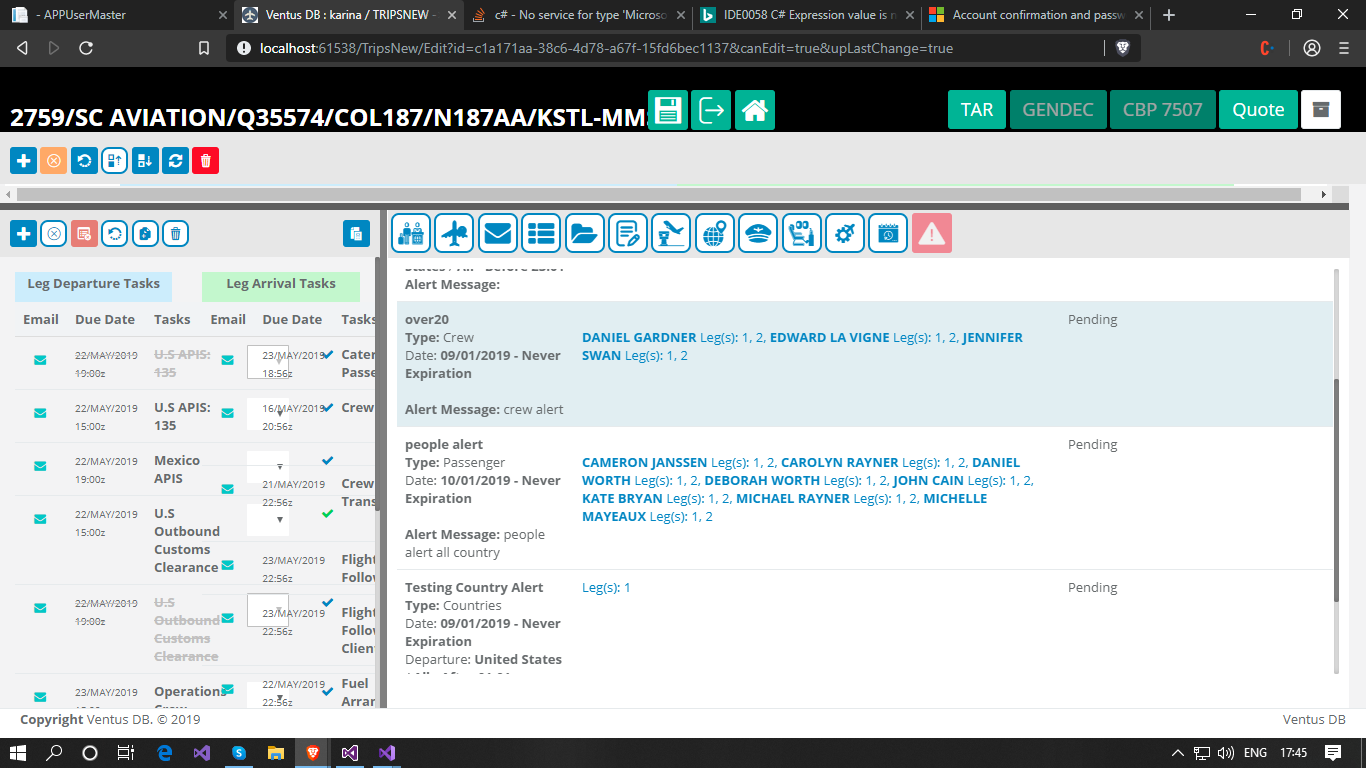 - APPUserMaster
Ventus DB : karina / TRIPSNEW -
c# - No service for type 'Microso
IDE0058 C# Expression value is n
Account confirmation and passw
localhost:61538/TripsNew/Edit?id=c1a171aa-38c6-4d78-a67f-15fd6bec1137&canEdit=true&upLastChange=true
2759/SC AVIATION/Q35574/COL187/N187AA/KSTL-MM
TAR
GENDEC
CBP 7507
Quote
Leg Departure Tasks
Leg Arrival Tasks
Email Due Date Tasks
Email Due Date Tasks
22/MAY/2019
19:00z
U.S APIS:
135
22/MAY/2019
15:00z
U.S APIS:
135
22/MAY/2019
19:00z
Mexico
APIS
22/MAY/2019
15:00z
U.S
Outbound
Customs
Clearance
22/MAY/2019
19:00z
U.S
Outbound
Customs
Clearance
23/MAY/2019
Operations
23/MAY/2019
18:56z
Cater
Passe
16/MAY/2019
20:56z
Crew
21/MAY/2019
22:56z
Crew
Trans
23/MAY/2019
22:56z
Flight
Follow
23/MAY/2019
22:56z
Flight
Follow
Clien
22/MAY/2019
22:56z
Fuel
Arran
Alert Message:
over20
Type: Crew
Date: 09/01/2019 - Never
Expiration
Alert Message: crew alert
DANIEL GARDNER Leg(s): 1, 2, EDWARD LA VIGNE Leg(s): 1, 2, JENNIFER
SWAN Leg(s): 1, 2
Pending
people alert
Type: Passenger
Date: 10/01/2019 - Never
Expiration
Alert Message: people
alert all country
CAMERON JANSSEN Leg(s): 1, 2, CAROLYN RAYNER Leg(s): 1, 2, DANIEL
WORTH Leg(s): 1, 2, DEBORAH WORTH Leg(s): 1, 2, JOHN CAIN Leg(s): 1, 2,
KATE BRYAN Leg(s): 1, 2, MICHAEL RAYNER Leg(s): 1, 2, MICHELLE
MAYEAUX Leg(s): 1, 2
Pending
Testing Country Alert
Type: Countries
Date: 09/01/2019 - Never
Expiration
Departure: United States
Leg(s): 1
Pending
Copyright Ventus DB. © 2019
Ventus DB
ENG
17:45